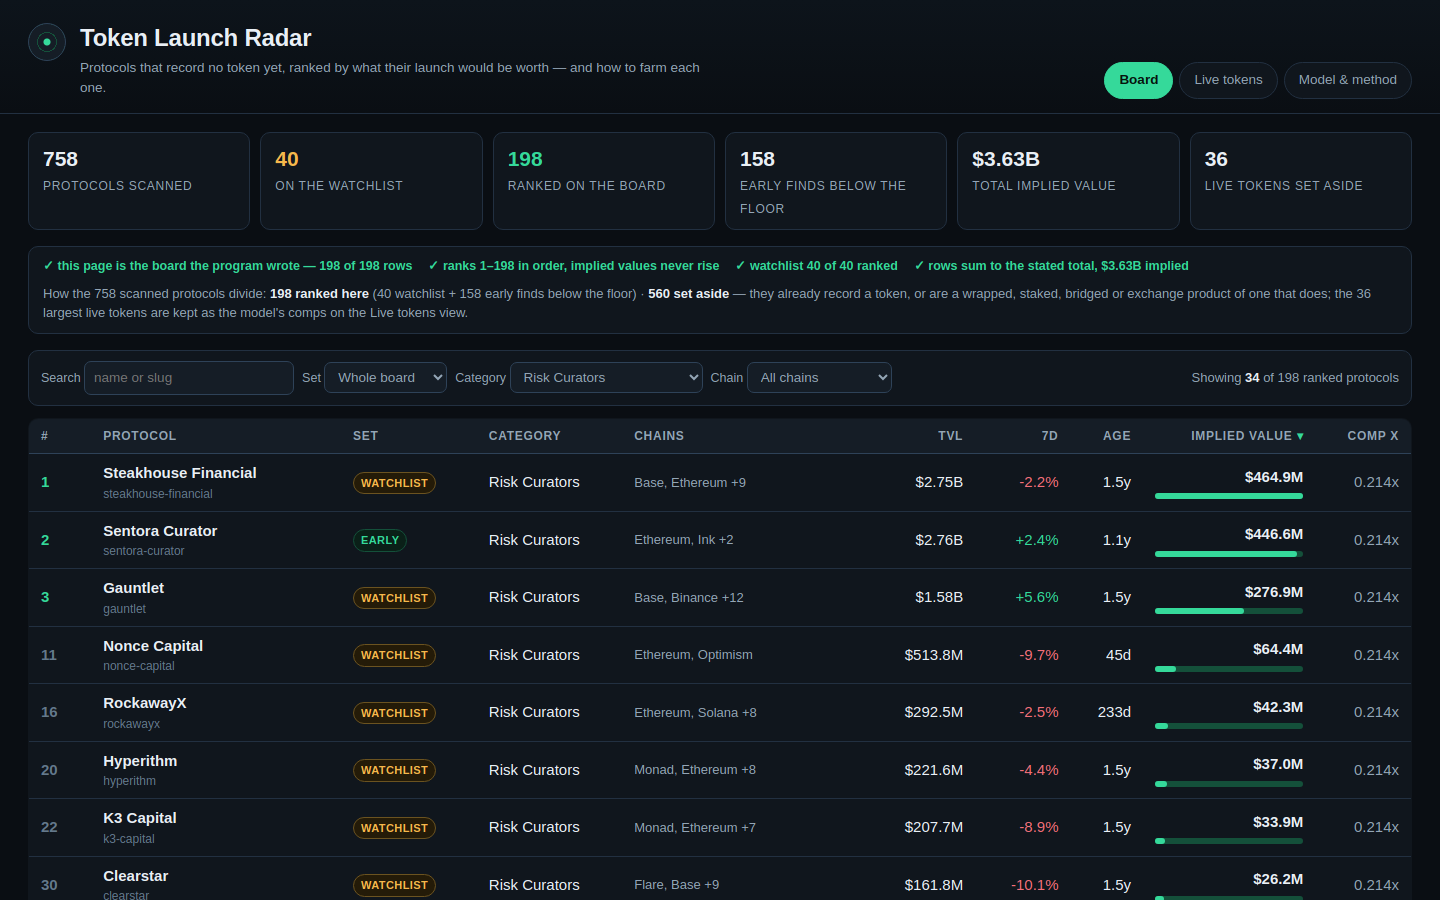 Token Launch Radar
Protocols that record no token yet, ranked by what their launch would be worth — and how to farm each
one.
Board
Live tokens
Model & method
758
PROTOCOLS SCANNED
40
ON THE WATCHLIST
198
RANKED ON THE BOARD
158
EARLY FINDS BELOW THE
FLOOR
$3.63B
TOTAL IMPLIED VALUE
36
LIVE TOKENS SET ASIDE
✓ this page is the board the program wrote — 198 of 198 rows ✓ ranks 1–198 in order, implied values never rise ✓ watchlist 40 of 40 ranked ✓ rows sum to the stated total, $3.63B implied
How the 758 scanned protocols divide: 198 ranked here (40 watchlist + 158 early finds below the floor) · 560 set aside — they already record a token, or are a wrapped, staked, bridged or exchange product of one that does; the 36
largest live tokens are kept as the model's comps on the Live tokens view.
Search name or slug Set Whole board Category Risk Curators Chain All chains Showing 34 of 198 ranked protocols
# PROTOCOL SET CATEGORY CHAINS TVL 7D AGE IMPLIED VALUE ▼ COMP X
1 Steakhouse Financial WATCHLIST Risk Curators Base, Ethereum +9 $2.75B -2.2% 1.5y $464.9M 0.214x
steakhouse-financial
2 Sentora Curator EARLY Risk Curators Ethereum, Ink +2 $2.76B +2.4% 1.1y $446.6M 0.214x
sentora-curator
3 Gauntlet WATCHLIST Risk Curators Base, Binance +12 $1.58B +5.6% 1.5y $276.9M 0.214x
gauntlet
11 Nonce Capital WATCHLIST Risk Curators Ethereum, Optimism $513.8M -9.7% 45d $64.4M 0.214x
nonce-capital
16 RockawayX WATCHLIST Risk Curators Ethereum, Solana +8 $292.5M -2.5% 233d $42.3M 0.214x
rockawayx
20 Hyperithm WATCHLIST Risk Curators Monad, Ethereum +8 $221.6M -4.4% 1.5y $37.0M 0.214x
hyperithm
22 K3 Capital WATCHLIST Risk Curators Monad, Ethereum +7 $207.7M -8.9% 1.5y $33.9M 0.214x
k3-capital
30 Clearstar WATCHLIST Risk Curators Flare, Base +9 $161.8M -10.1% 1.5y $26.2M 0.214x
clearstar